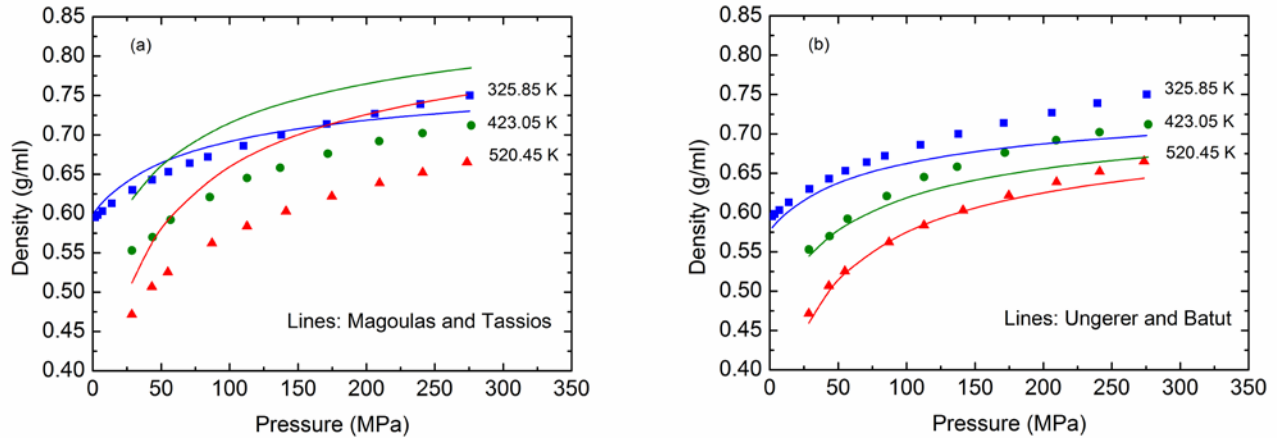 (a)
0.85
0.80
0.75
0.70
0.65
0.60
0.55
0.50
0.45
0.40
Density (g/ml)
325.85 K
423.05 K
520.45 K
Lines: Magoulas and Tassios
0 50 100 150 200 250 300 350
Pressure (MPa)
(b)
0.85
0.80
0.75
0.70
0.65
0.60
0.55
0.50
0.45
0.40
Density (g/ml)
325.85 K
423.05 K
520.45 K
Lines: Ungerer and Batut
0 50 100 150 200 250 300 350
Pressure (MPa)